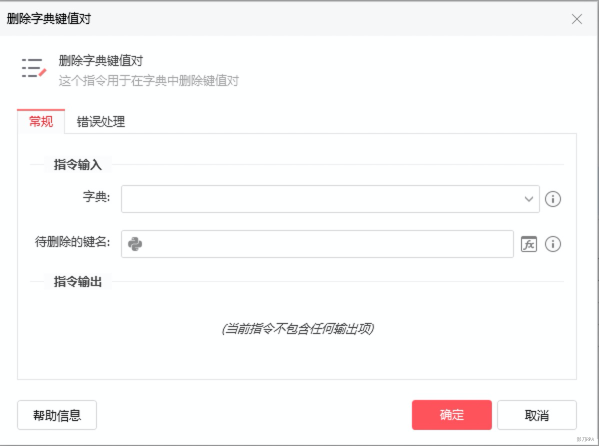 删除字典键值对
删除字典键值对
这个指令用于在字典中删除键值对
常规 错误处理
指令输入
字典:
待删除的键名:
fx
指令输出
(当前指令不包含任何输出项)
帮助信息 确定 取消